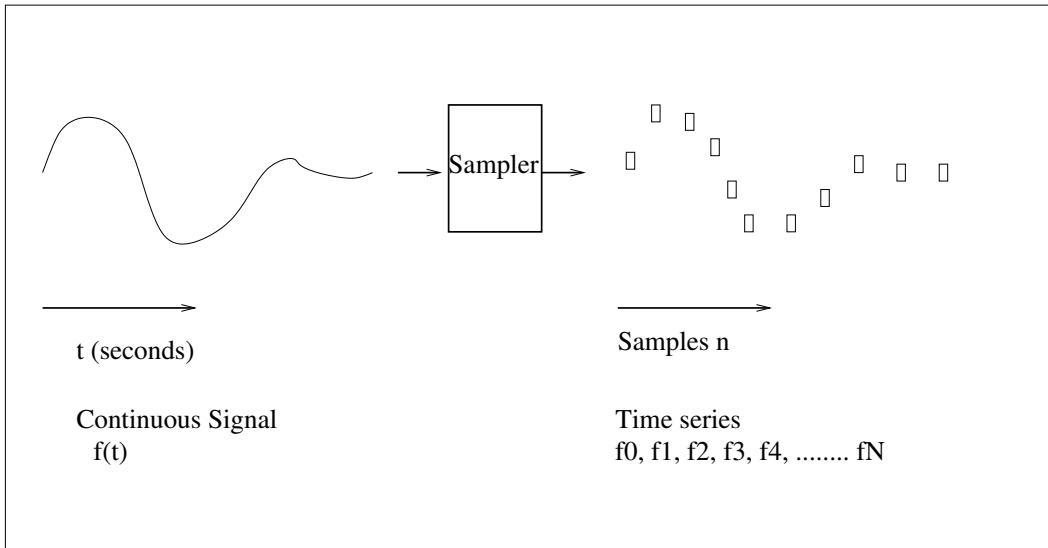 Sampler
t (seconds)
Samples n
Continuous Signal
f(t)
Time series
f0, f1, f2, f3, f4, ........ fN